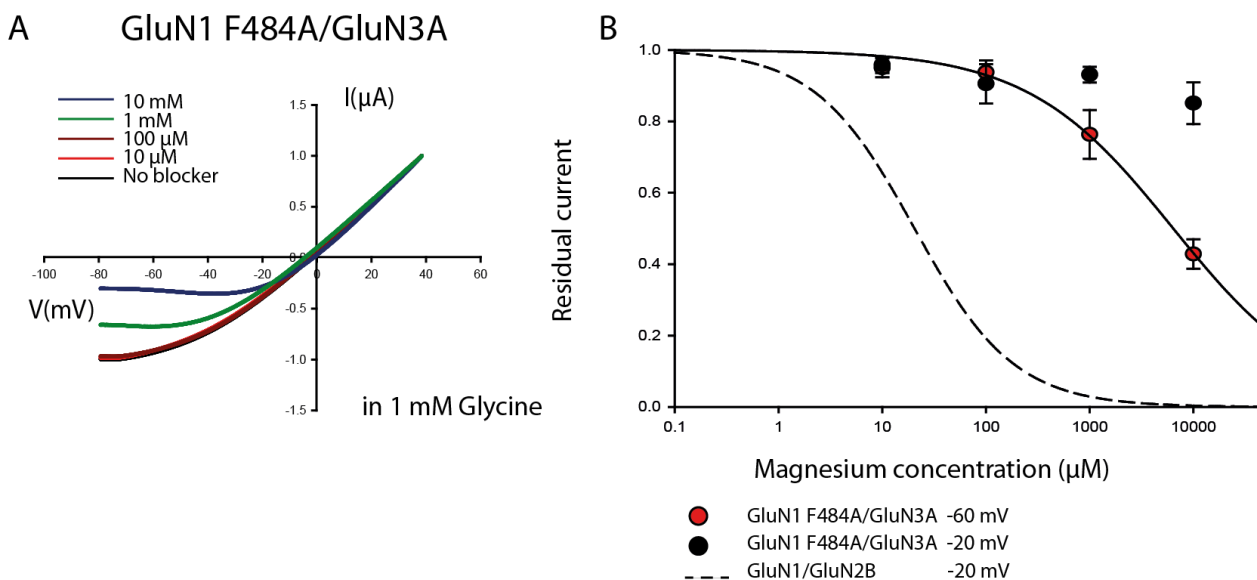 A
GluN1 F484A/GluN3A
10 mM
1 mM
100 µM
10 µM
No blocker
I(µA)
1.5
1.0
0.5
0.0
-100
-80
-60
-40
-20
0
20
40
60
V(mV)
-0.5
-1.0
-1.5
in 1 mM Glycine
B
Residual current
1.0
0.8
0.6
0.4
0.2
0.0
0.1
1
10
100
1000
10000
Magnesium concentration (µM)
GluN1 F484A/GluN3A -60 mV
GluN1 F484A/GluN3A -20 mV
GluN1/GluN2B -20 mV